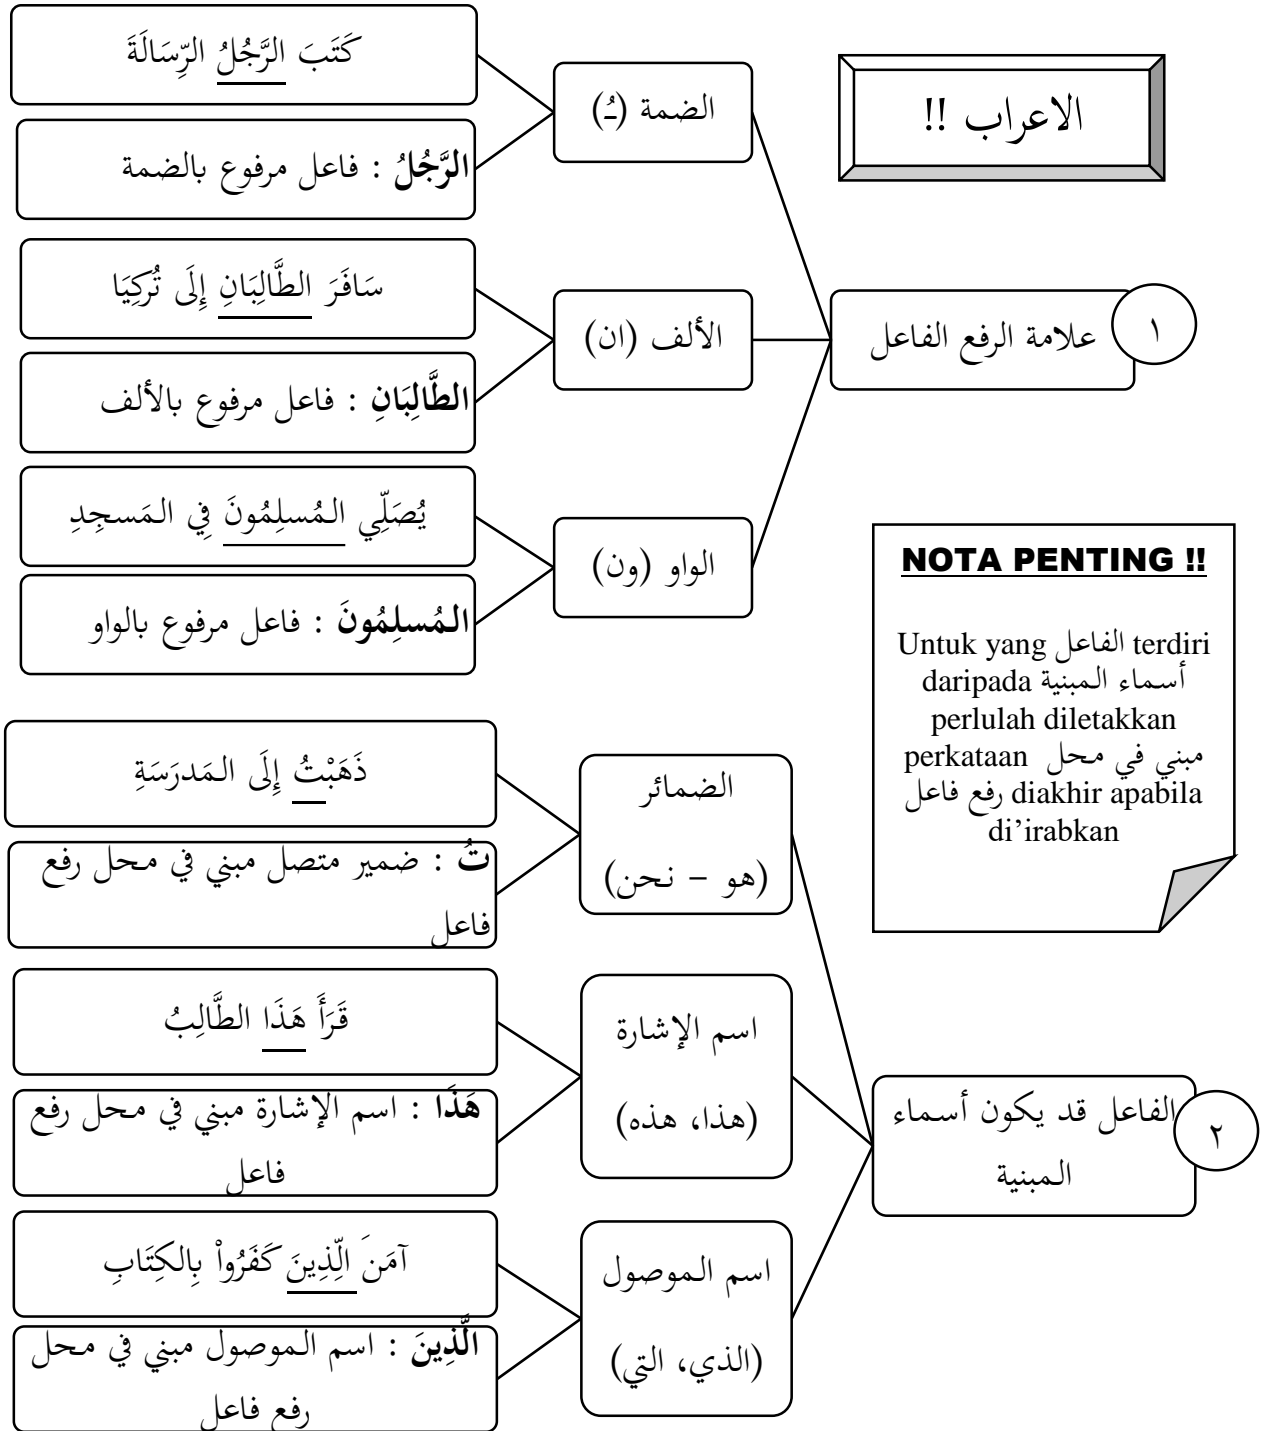 الاعراب !!
١
علامة الرفع الفاعل
الضمة (ـُ)
كَتَبَ الرَّجُلُ الرِّسَالَةَ
الرَّجُلُ : فاعل مرفوع بالضمة
الألف (ان)
سَافَرَ الطَّالِبَانِ إِلَى تُركِيَا
الطَّالِبَانِ : فاعل مرفوع بالألف
الواو (ون)
يُصَلِّي المُسلِمُونَ فِي المَسجِدِ
المُسلِمُونَ : فاعل مرفوع بالواو
NOTA PENTING !!
Untuk yang الفاعل terdiri
daripada أسماء المبنية
perlulah diletakkan
perkataan مبني في محل
رفع فاعل diakhir apabila
di’irabkan
٢
الفاعل قد يكون أسماء
المبنية
الضمائر
(هو – نحن)
ذَهَبْتُ إِلَى المَدرَسَةِ
تُ : ضمير متصل مبني في محل رفع
فاعل
اسم الإشارة
(هذا، هذه)
قَرَأَ هَذَا الطَّالِبُ
هَذَا : اسم الإشارة مبني في محل رفع
فاعل
اسم الموصول
(الذي، التي)
آمَنَ الِّذِينَ كَفَرُواْ بِالكِتَابِ
الَّذِينَ : اسم الموصول مبني في محل
رفع فاعل